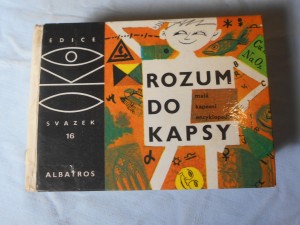 EDICE
OKO
SVAZEK
16
ALBATROS
ROZUM
DO
KAPSY
malá
kapesní
encyklopedie